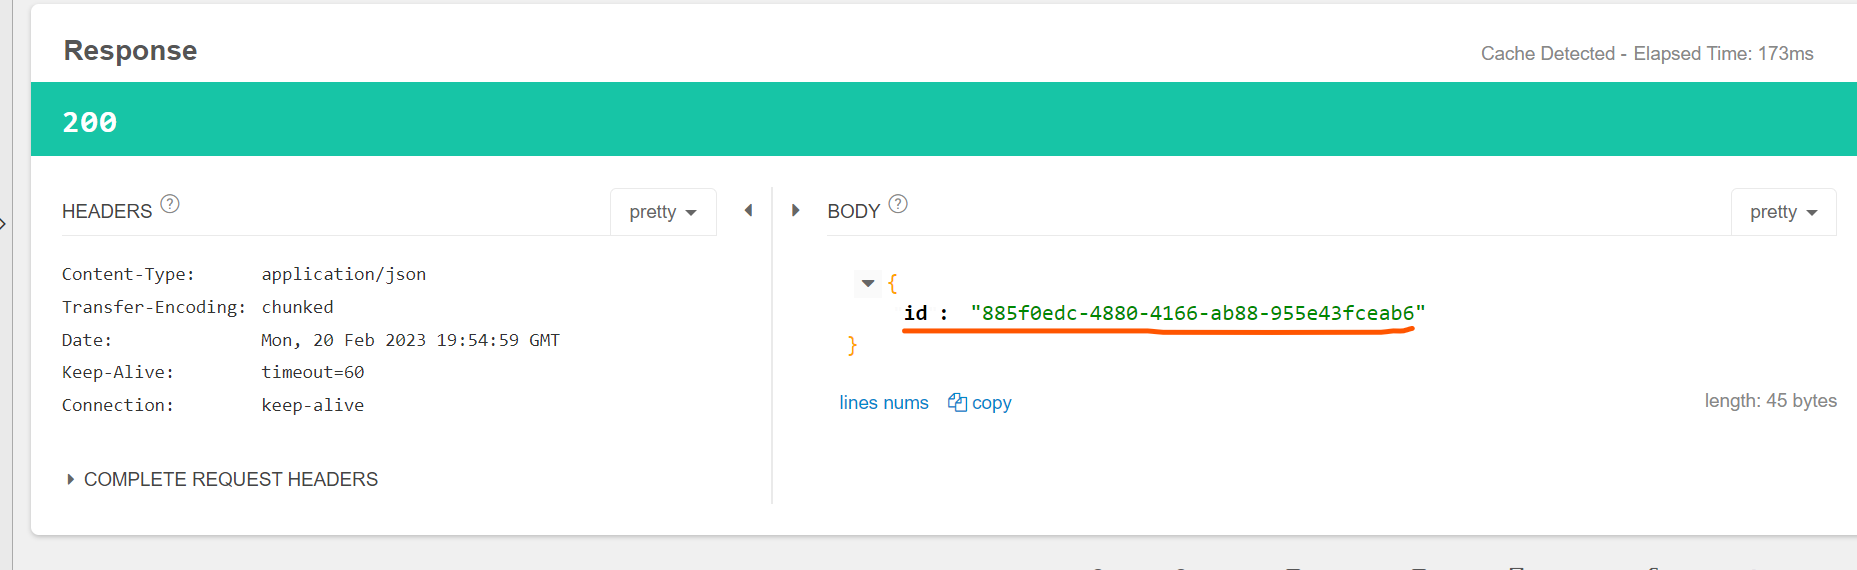 Response
Cache Detected - Elapsed Time: 173ms
200
HEADERS ?
pretty
BODY ?
pretty
Content-Type: application/json
Transfer-Encoding: chunked
Date: Mon, 20 Feb 2023 19:54:59 GMT
Keep-Alive: timeout=60
Connection: keep-alive
{
id : "885f0edc-4880-4166-ab88-955e43fceab6"
}
lines nums copy
length: 45 bytes
COMPLETE REQUEST HEADERS